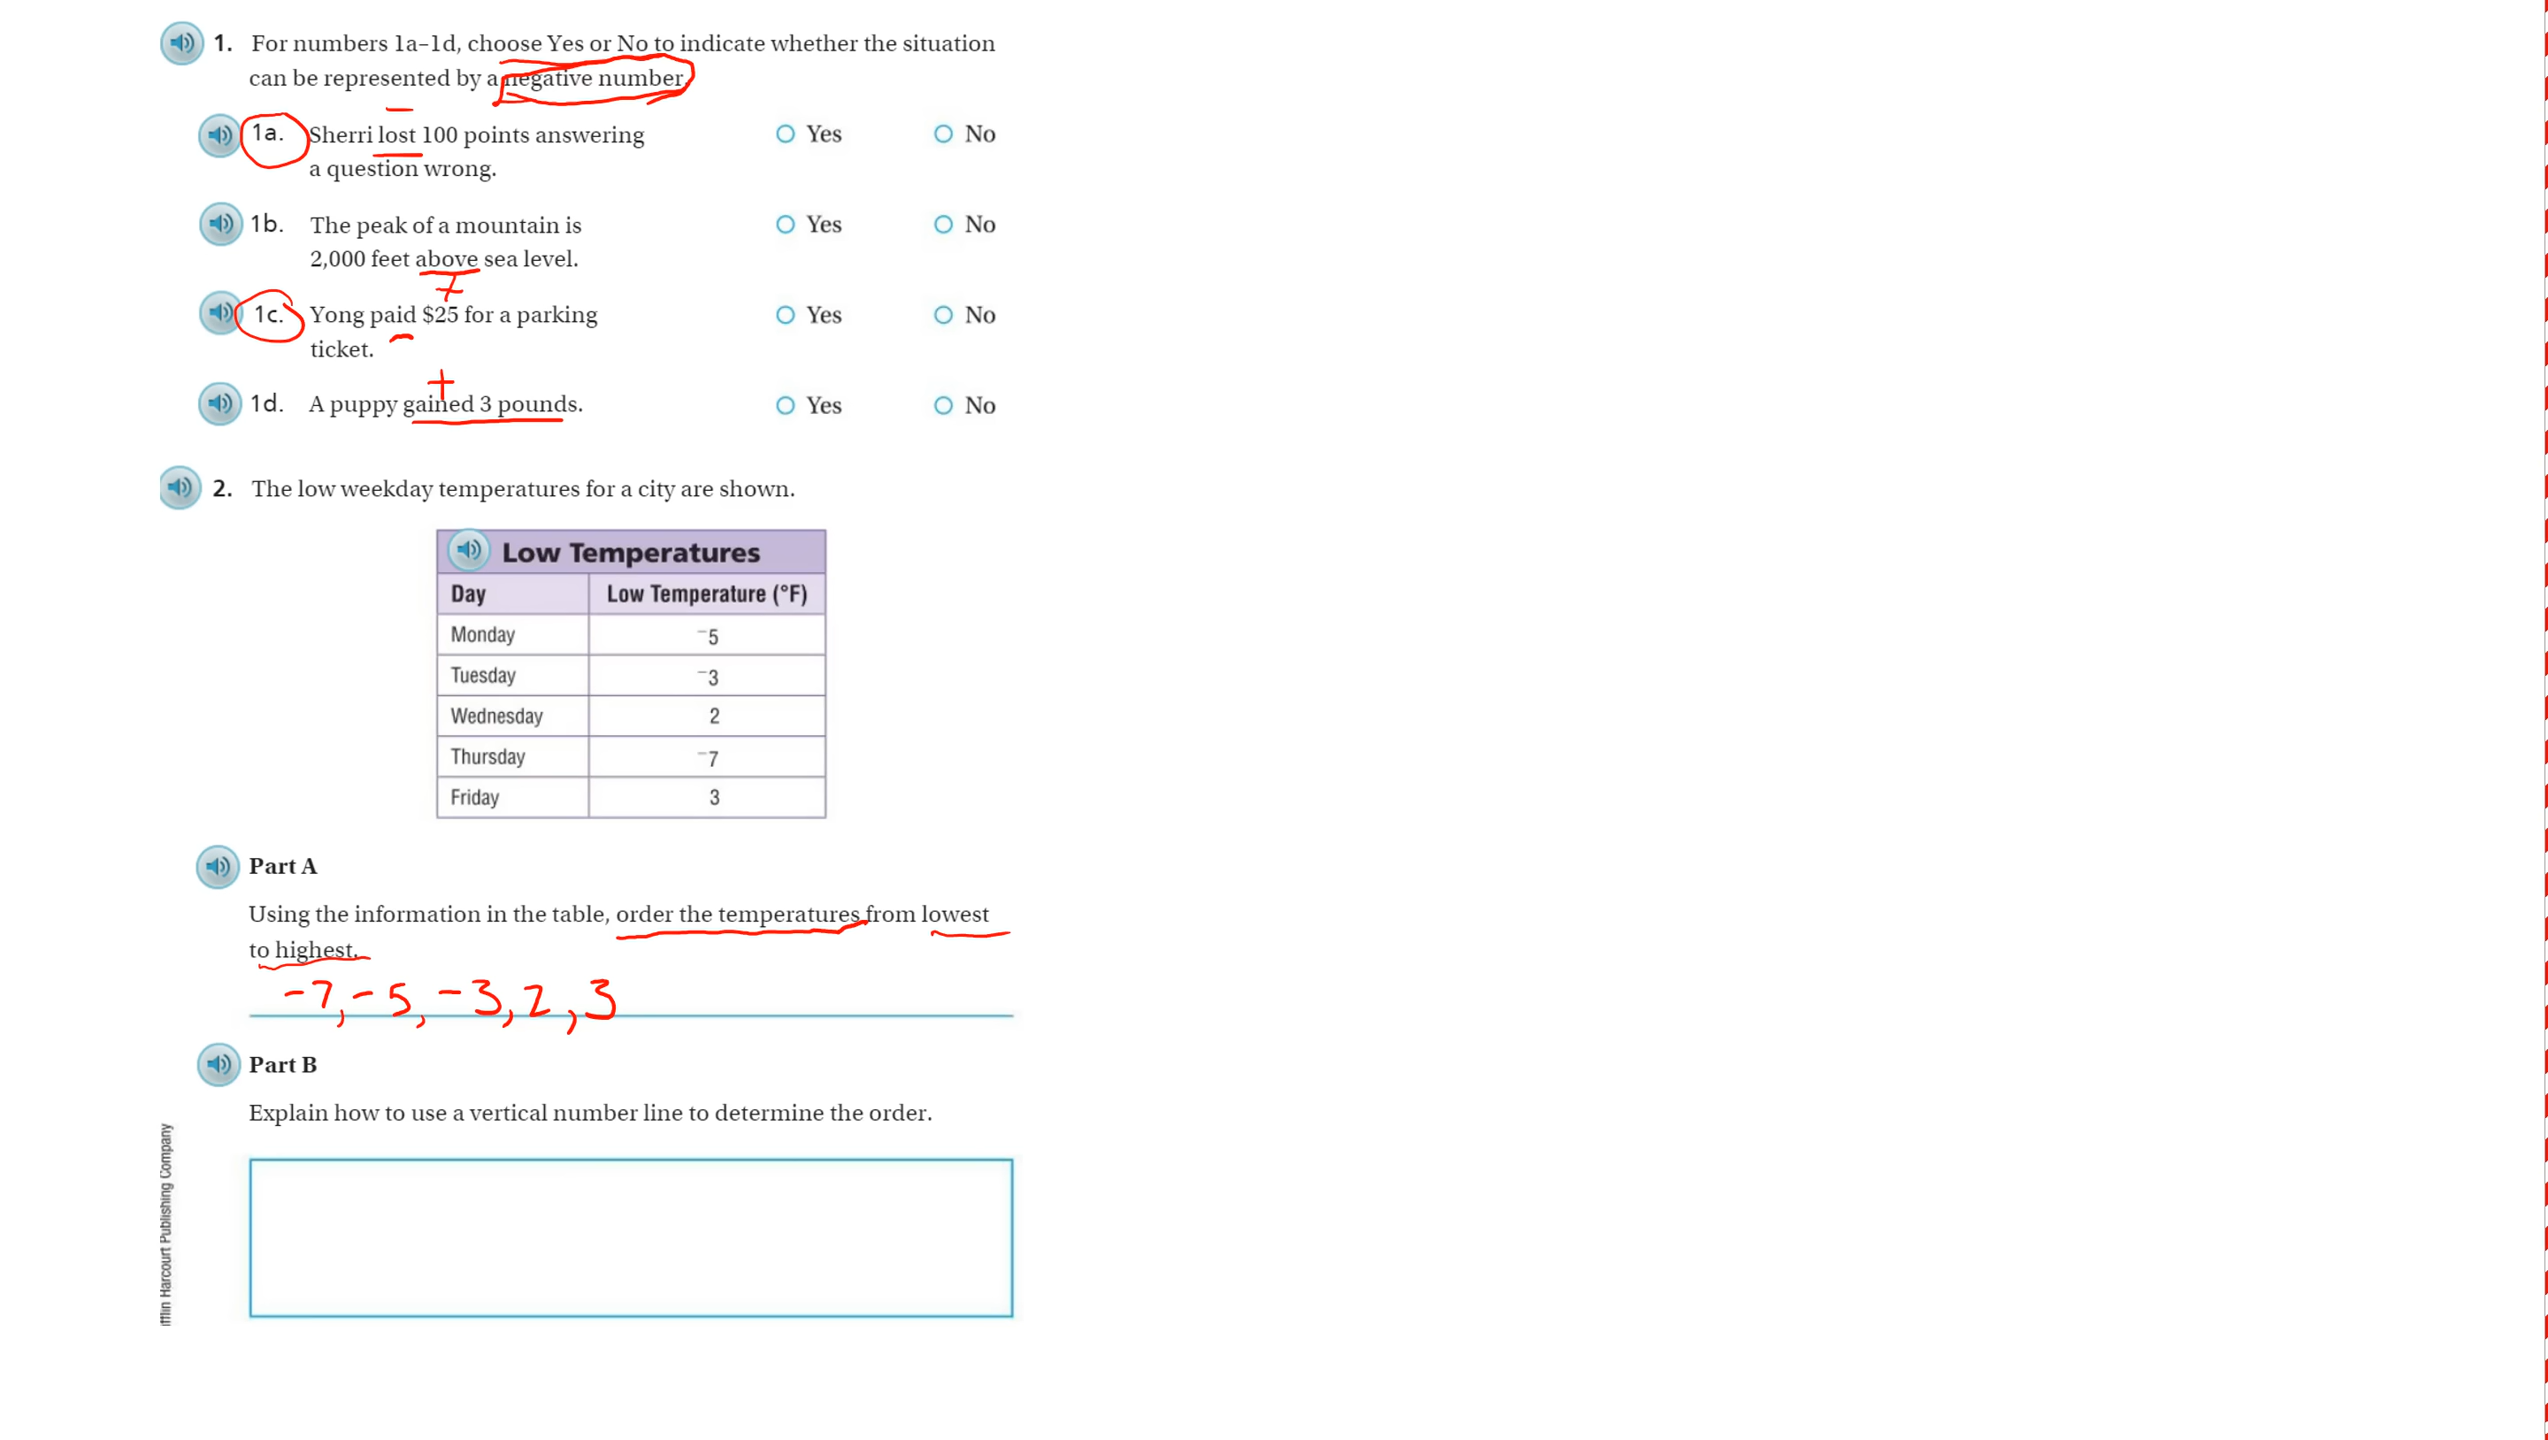 1. For numbers 1a–1d, choose Yes or No to indicate whether the situation
can be represented by a negative number.
–
1a. Sherri lost 100 points answering Yes No
a question wrong.
1b. The peak of a mountain is Yes No
2,000 feet above sea level.
+
1c. Yong paid $25 for a parking Yes No
–
ticket.
+
1d. A puppy gained 3 pounds. Yes No
2. The low weekday temperatures for a city are shown.
Low Temperatures
Day Low Temperature (°F)
Monday ⁻5
Tuesday ⁻3
Wednesday 2
Thursday ⁻7
Friday 3
Part A
Using the information in the table, order the temperatures from lowest
to highest.
-7, -5, -3, 2, 3
Part B
Explain how to use a vertical number line to determine the order.
Harcourt Publishing Company